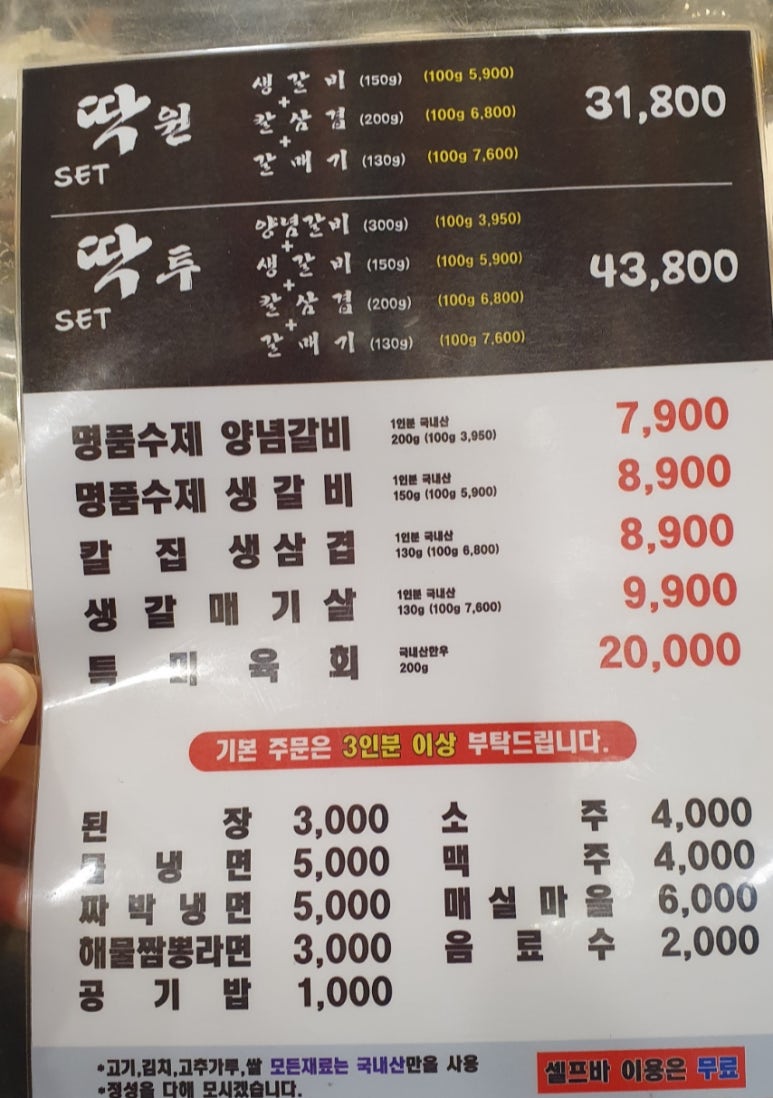 딱 원
SET
생 갈 비 (150g) (100g 5,900)
+
칼 삼 겹 (200g) (100g 6,800)
+
갈 매 기 (130g) (100g 7,600)
31,800
딱 투
SET
양념갈비 (300g) (100g 3,950)
+
생 갈 비 (150g) (100g 5,900)
+
칼 삼 겹 (200g) (100g 6,800)
+
갈 매 기 (130g) (100g 7,600)
43,800
명품수제 양념갈비 1인분 국내산 200g (100g 3,950) 7,900
명품수제 생 갈 비 1인분 국내산 150g (100g 5,900) 8,900
칼 집 생 삼 겹 1인분 국내산 130g (100g 6,800) 8,900
생 갈 매 기 살 1인분 국내산 130g (100g 7,600) 9,900
특 미 육 회 국내산한우 200g 20,000
기본 주문은 3인분 이상 부탁드립니다.
된 장 3,000
물 냉 면 5,000
짜 박 냉 면 5,000
해물짬뽕라면 3,000
공 기 밥 1,000
소 주 4,000
맥 주 4,000
매 실 마 을 6,000
음 료 수 2,000
*고기,김치,고추가루,쌀 모든재료는 국내산만을 사용
*정성을 다해 모시겠습니다.
셀프바 이용은 무료